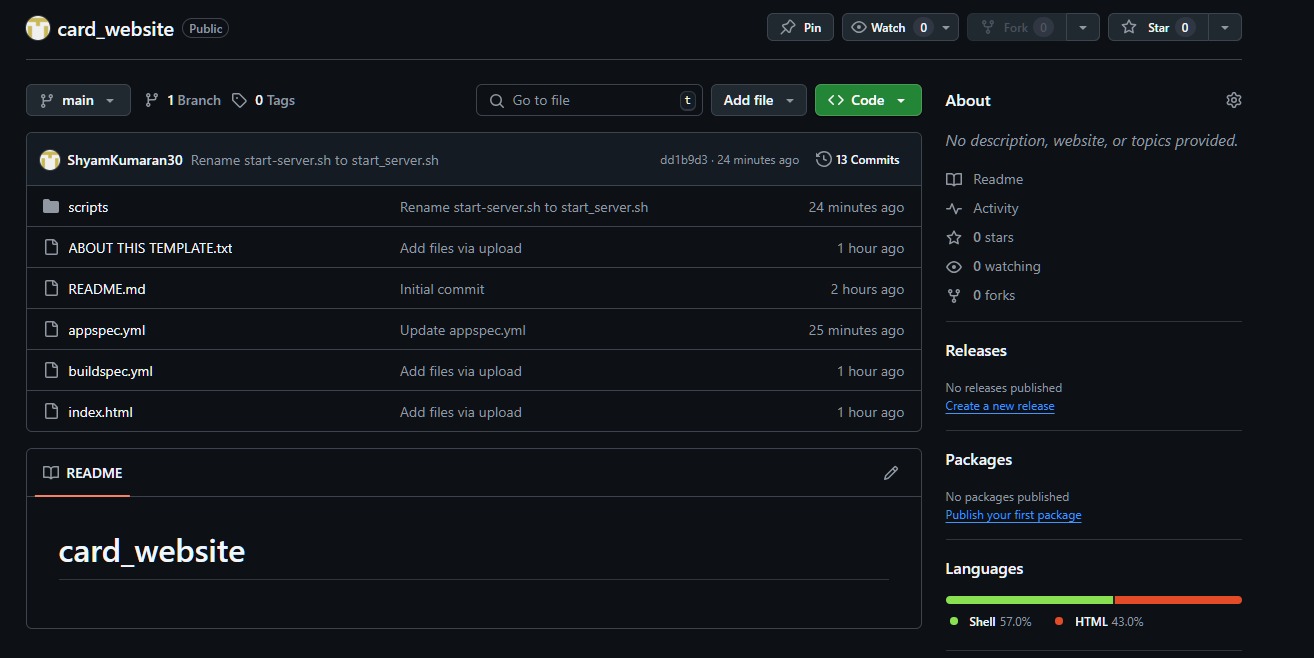 card_website Public Pin Watch 0 Fork 0 Star 0
main 1 Branch 0 Tags Go to file t Add file Code
ShyamKumaran30 Rename start-server.sh to start_server.sh dd1b9d3 · 24 minutes ago 13 Commits
scripts Rename start-server.sh to start_server.sh 24 minutes ago
ABOUT THIS TEMPLATE.txt Add files via upload 1 hour ago
README.md Initial commit 2 hours ago
appspec.yml Update appspec.yml 25 minutes ago
buildspec.yml Add files via upload 1 hour ago
index.html Add files via upload 1 hour ago
README
card_website
About
No description, website, or topics provided.
Readme
Activity
0 stars
0 watching
0 forks
Releases
No releases published
Create a new release
Packages
No packages published
Publish your first package
Languages
Shell 57.0% HTML 43.0%